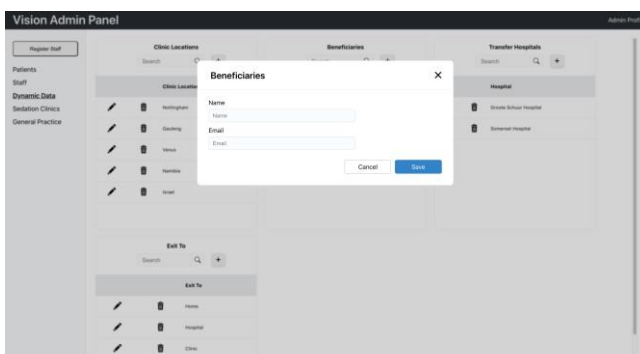 Vision Admin Panel
Admin Profi
Register Staff
Patients
Staff
Dynamic Data
Sedation Clinics
General Practice
Clinic Locations
Search
+
Clinic Locatio
Nottingham
Gauteng
Venus
Namibia
Israel
Beneficiaries
Transfer Hospitals
Search
+
Hospital
Groote Schuur Hospital
Somerset Hospital
Beneficiaries
Name
Name
Email
Email
Cancel
Save
Exit To
Search
+
Exit To
Home
Hospital
Clinic